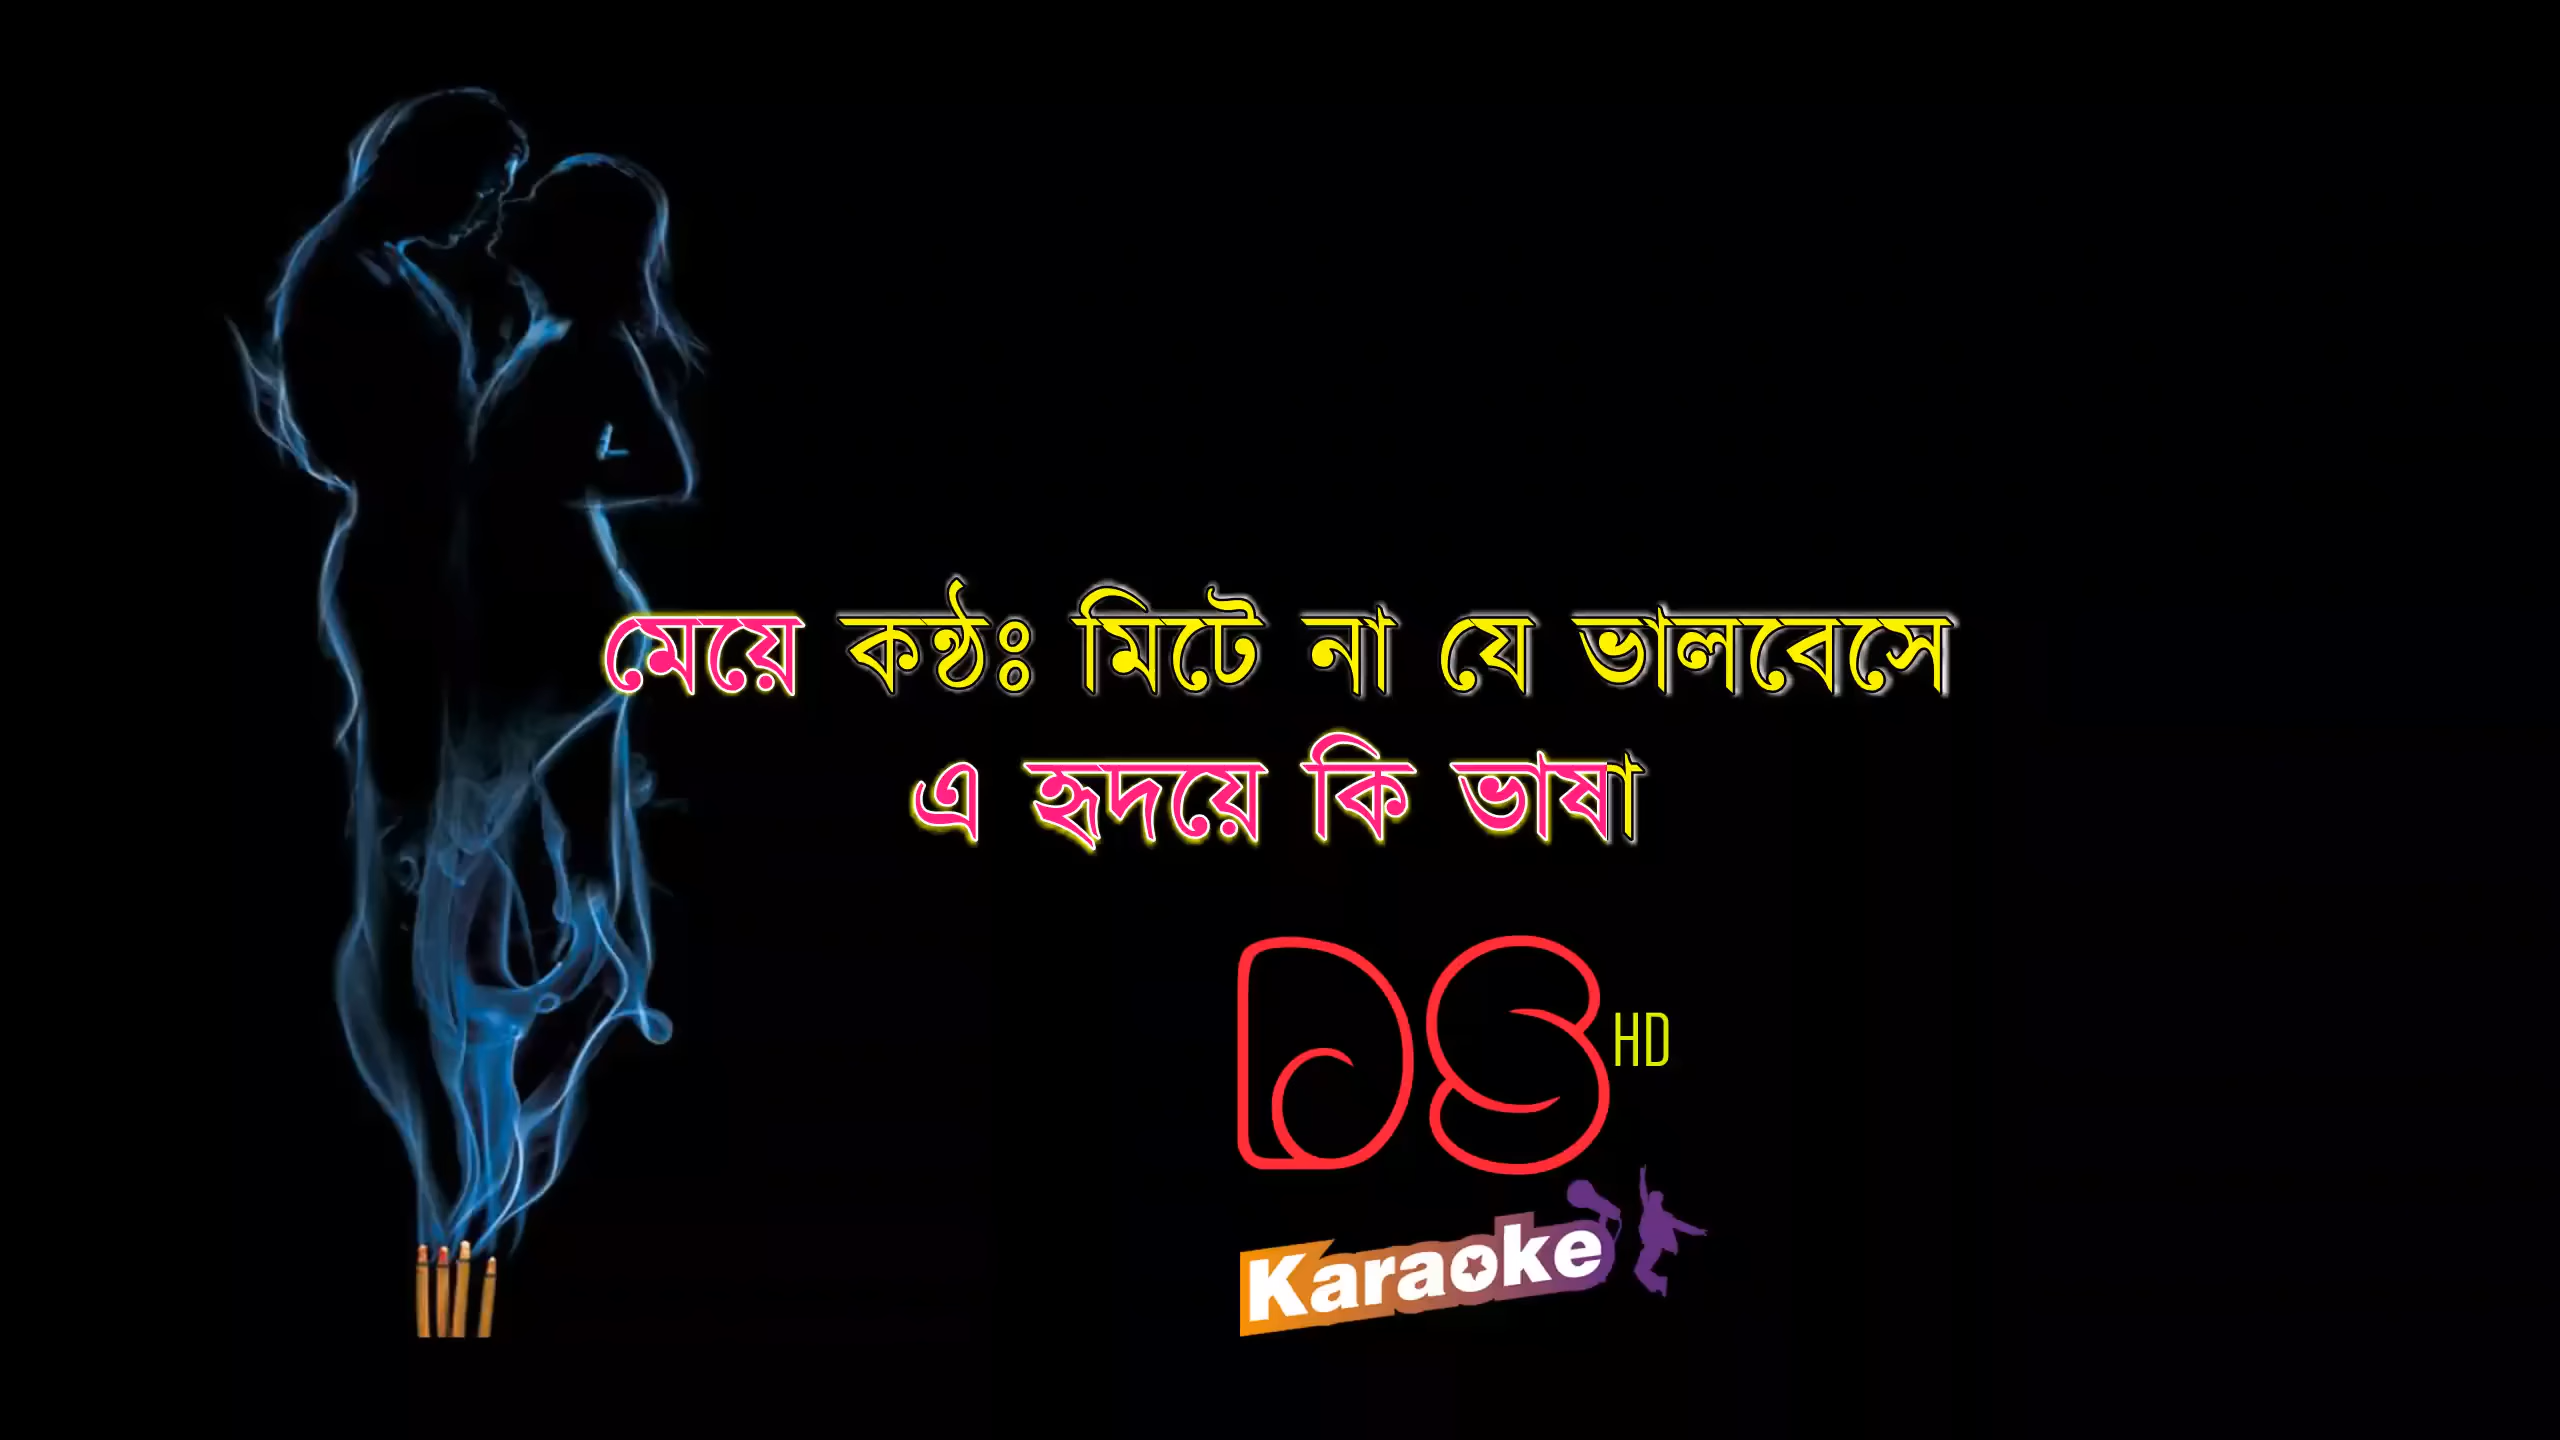 মেয়ে কন্ঠঃ মিটে না যে ভালবেসে
এ হৃদয়ে কি ভাষা
DS HD
Karaoke